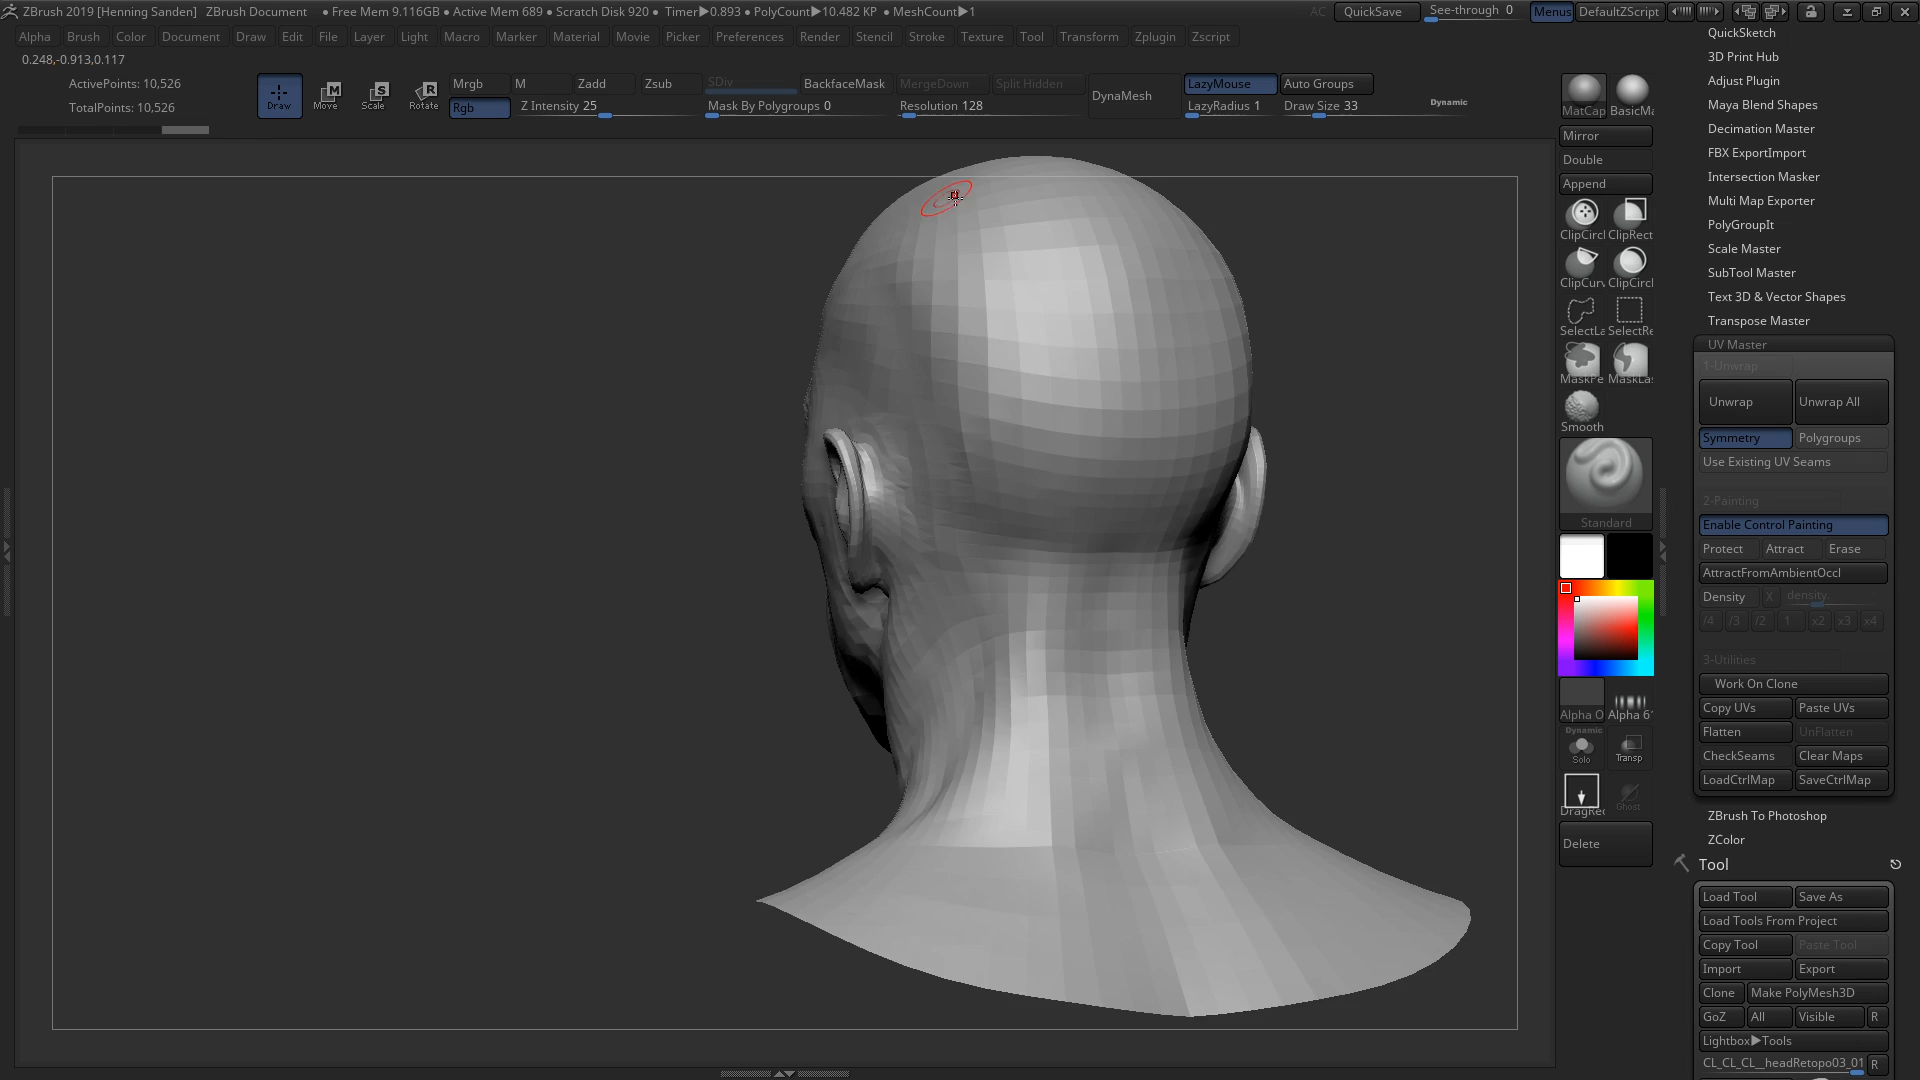 ZBrush 2019 [Henning Sanden] ZBrush Document • Free Mem 9.116GB • Active Mem 689 • Scratch Disk 920 • Timer▶0.893 • PolyCount▶10.482 KP • MeshCount▶1 AC QuickSave See-through 0 Menus DefaultZScript
Alpha Brush Color Document Draw Edit File Layer Light Macro Marker Material Movie Picker Preferences Render Stencil Stroke Texture Tool Transform Zplugin Zscript
0.248,-0.913,0.117
ActivePoints: 10,526
TotalPoints: 10,526
Draw Move Scale Rotate
Mrgb M Zadd Zsub SDiv BackfaceMask MergeDown Split Hidden DynaMesh LazyMouse Auto Groups
Rgb Z Intensity 25 Mask By Polygroups 0 Resolution 128 LazyRadius 1 Draw Size 33 Dynamic
MatCap BasicMa
Mirror
Double
Append
ClipCircl ClipRect
ClipCurv ClipCircl
SelectLa SelectRe
MaskPe MaskLas
Smooth
Standard
Alpha O Alpha 6
Dynamic
Solo Transp
DragRec Ghost
Delete
QuickSketch
3D Print Hub
Adjust Plugin
Maya Blend Shapes
Decimation Master
FBX ExportImport
Intersection Masker
Multi Map Exporter
PolyGroupIt
Scale Master
SubTool Master
Text 3D & Vector Shapes
Transpose Master
UV Master
1-Unwrap
Unwrap Unwrap All
Symmetry Polygroups
Use Existing UV Seams
2-Painting
Enable Control Painting
Protect Attract Erase
AttractFromAmbientOccl
Density X density
/4 /3 /2 1 x2 x3 x4
3-Utilities
Work On Clone
Copy UVs Paste UVs
Flatten UnFlatten
CheckSeams Clear Maps
LoadCtrlMap SaveCtrlMap
ZBrush To Photoshop
ZColor
Tool
Load Tool Save As
Load Tools From Project
Copy Tool Paste Tool
Import Export
Clone Make PolyMesh3D
GoZ All Visible R
Lightbox▶Tools
CL_CL_CL__headRetopo03_01 R